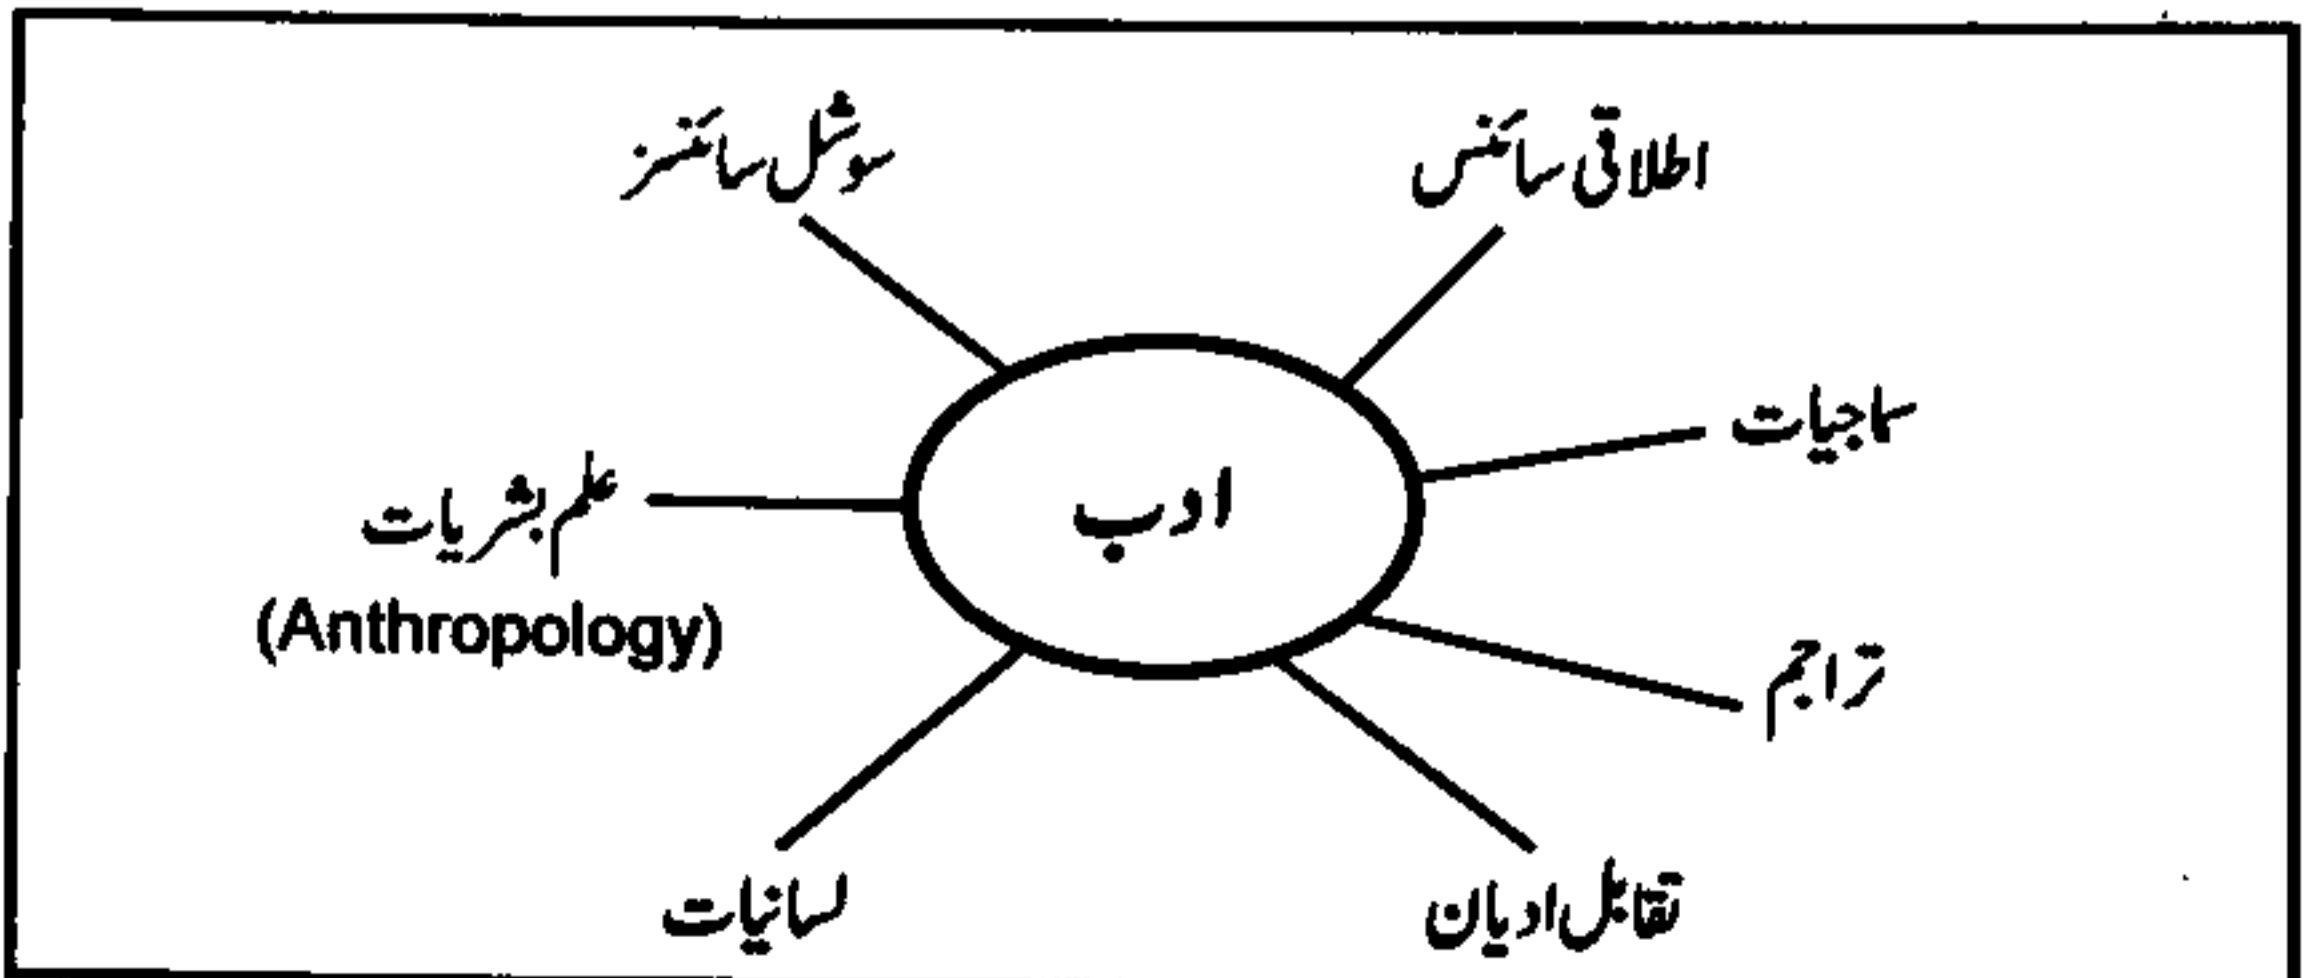 اطلاقی سائنس
سوشل سائنسز
سماجیات
ادب
علم بشریات
(Anthropology)
تراجم
تقابل ادیان
لسانیات